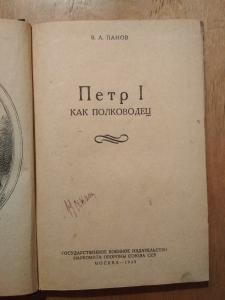 В. А. ПАНОВ
Петр I
КАК ПОЛКОВОДЕЦ
ГОСУДАРСТВЕННОЕ ВОЕННОЕ ИЗДАТЕЛЬСТВО
НАРКОМАТА ОБОРОНЫ СОЮЗА ССР
МОСКВА—1940